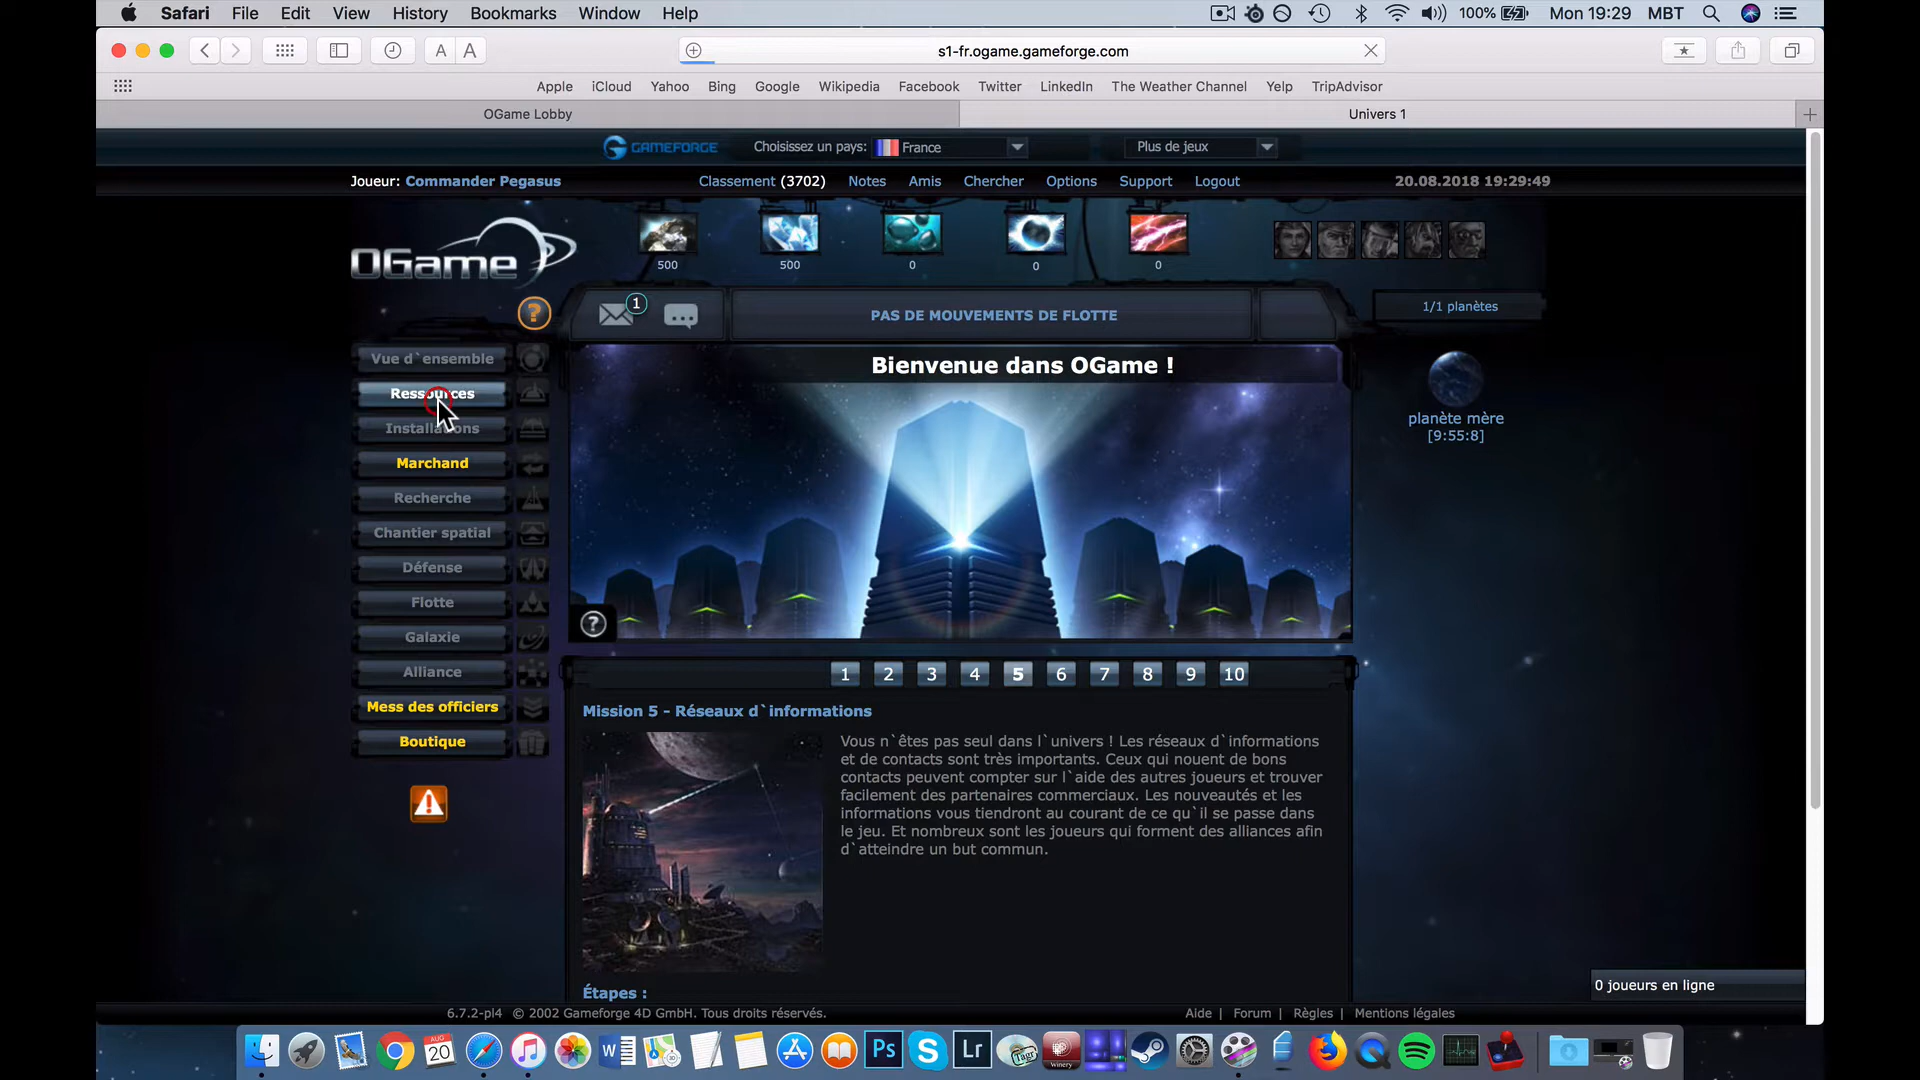 Safari File Edit View History Bookmarks Window Help 100% Mon 19:29 MBT
A A s1-fr.ogame.gameforge.com
Apple iCloud Yahoo Bing Google Wikipedia Facebook Twitter LinkedIn The Weather Channel Yelp TripAdvisor
OGame Lobby Univers 1
GAMEFORGE Choisissez un pays: France Plus de jeux
Joueur: Commander Pegasus Classement (3702) Notes Amis Chercher Options Support Logout 20.08.2018 19:29:49
OGame
500 500 0 0 0
1/1 planètes
? 1 PAS DE MOUVEMENTS DE FLOTTE
Bienvenue dans OGame !
Vue d`ensemble
Ressources
Installations
Marchand
Recherche
Chantier spatial
Défense
Flotte
Galaxie
Alliance
Mess des officiers
Boutique
planète mère
[9:55:8]
?
1 2 3 4 5 6 7 8 9 10
Mission 5 - Réseaux d`informations
Vous n`êtes pas seul dans l`univers ! Les réseaux d`informations
et de contacts sont très importants. Ceux qui nouent de bons
contacts peuvent compter sur l`aide des autres joueurs et trouver
facilement des partenaires commerciaux. Les nouveautés et les
informations vous tiendront au courant de ce qu`il se passe dans
le jeu. Et nombreux sont les joueurs qui forment des alliances afin
d`atteindre un but commun.
Étapes :
0 joueurs en ligne
6.7.2-pl4 © 2002 Gameforge 4D GmbH. Tous droits réservés. Aide | Forum | Règles | Mentions légales
AUG
20
W
Ps
S
Lr
Tagr
Winery